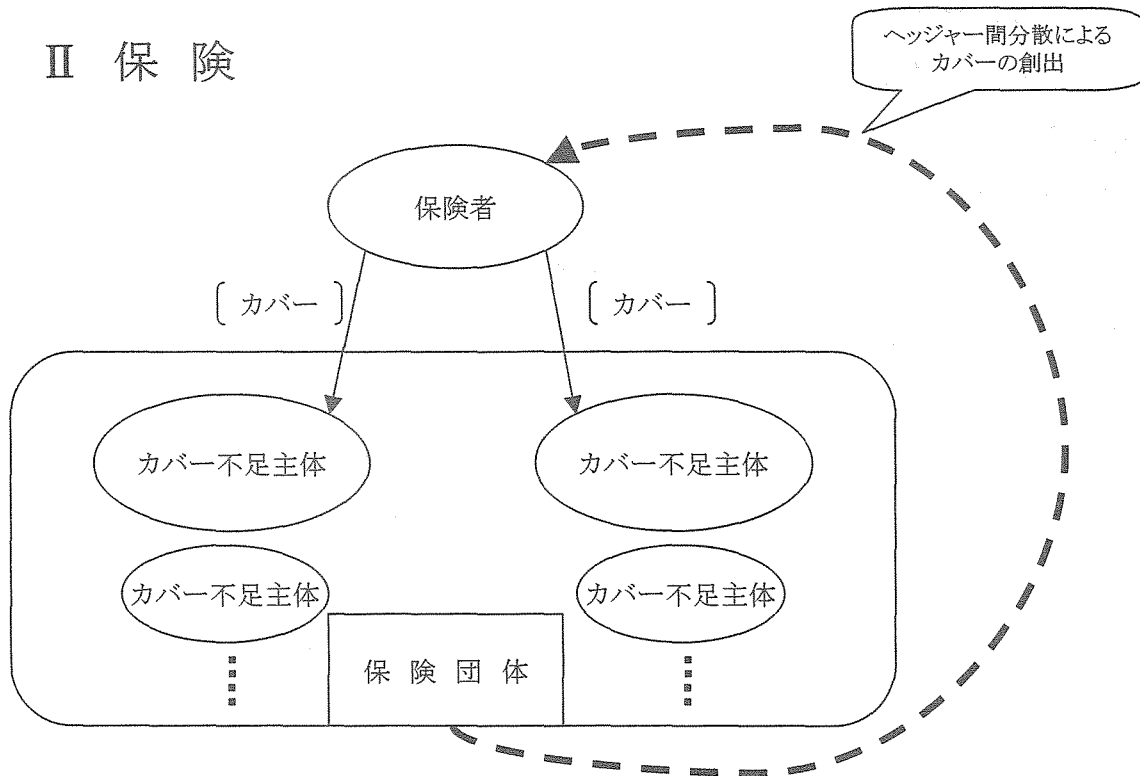 Ⅱ 保 険
ヘッジャー間分散による
カバーの創出
保険者
〔 カバー 〕
〔 カバー 〕
カバー不足主体
カバー不足主体
カバー不足主体
カバー不足主体
保 険 団 体